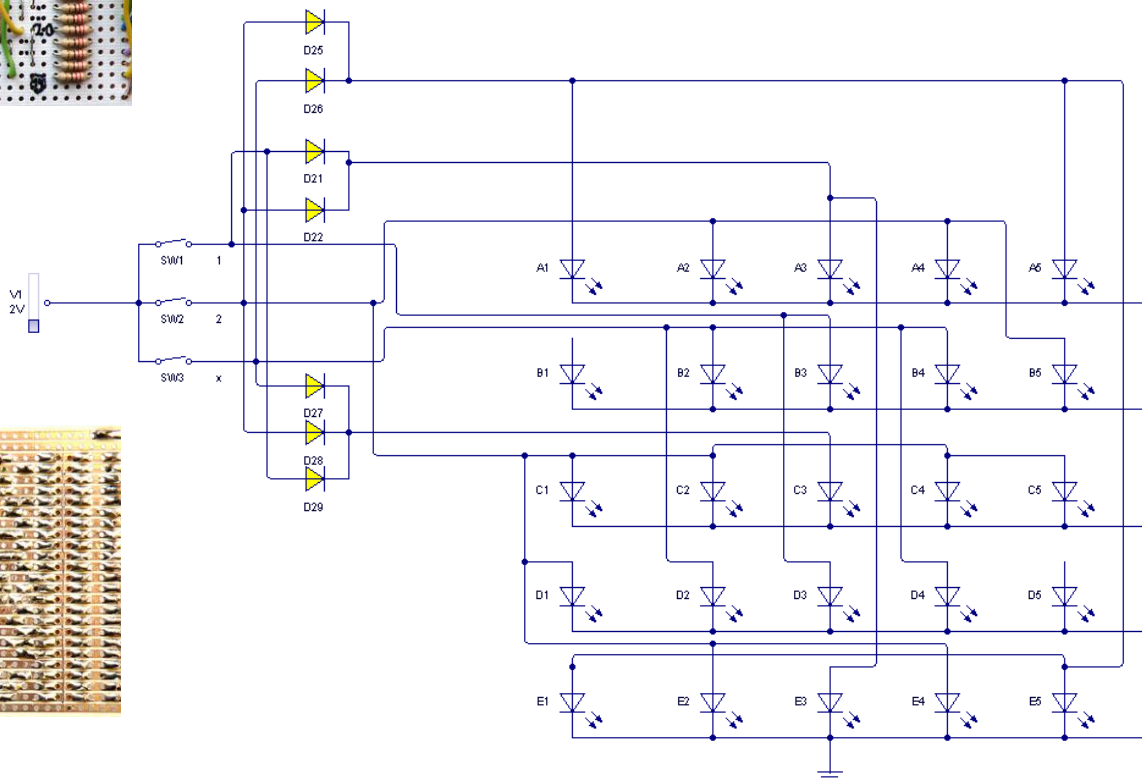 20
D25
D26
D21
D22
SW1 1
V1
2V
SW2 2
SW3 x
D27
D28
D29
A1 A2 A3 A4 A5
B1 B2 B3 B4 B5
C1 C2 C3 C4 C5
D1 D2 D3 D4 D5
E1 E2 E3 E4 E5